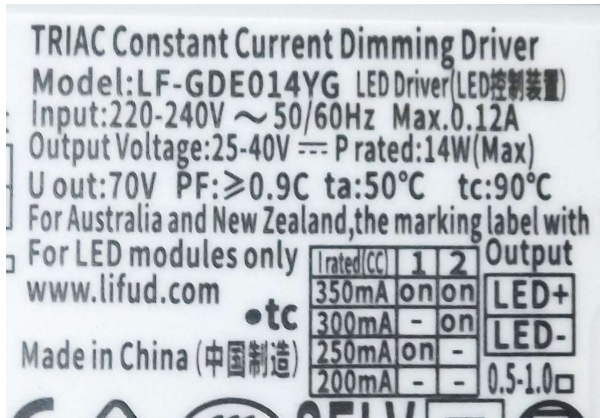 TRIAC Constant Current Dimming Driver
Model:LF-GDE014YG LED Driver(LED控制装置)
Input:220-240V ~ 50/60Hz Max.0.12A
Output Voltage:25-40V ⎓ P rated:14W(Max)
U out:70V PF:≥0.9C ta:50℃ tc:90℃
For Australia and New Zealand,the marking label with
For LED modules only
www.lifud.com
•tc
Made in China (中国制造)
I rated(CC) 1 2
350mA on on
300mA - on
250mA on -
200mA - -
Output
LED+
LED-
0.5-1.0□
SELV